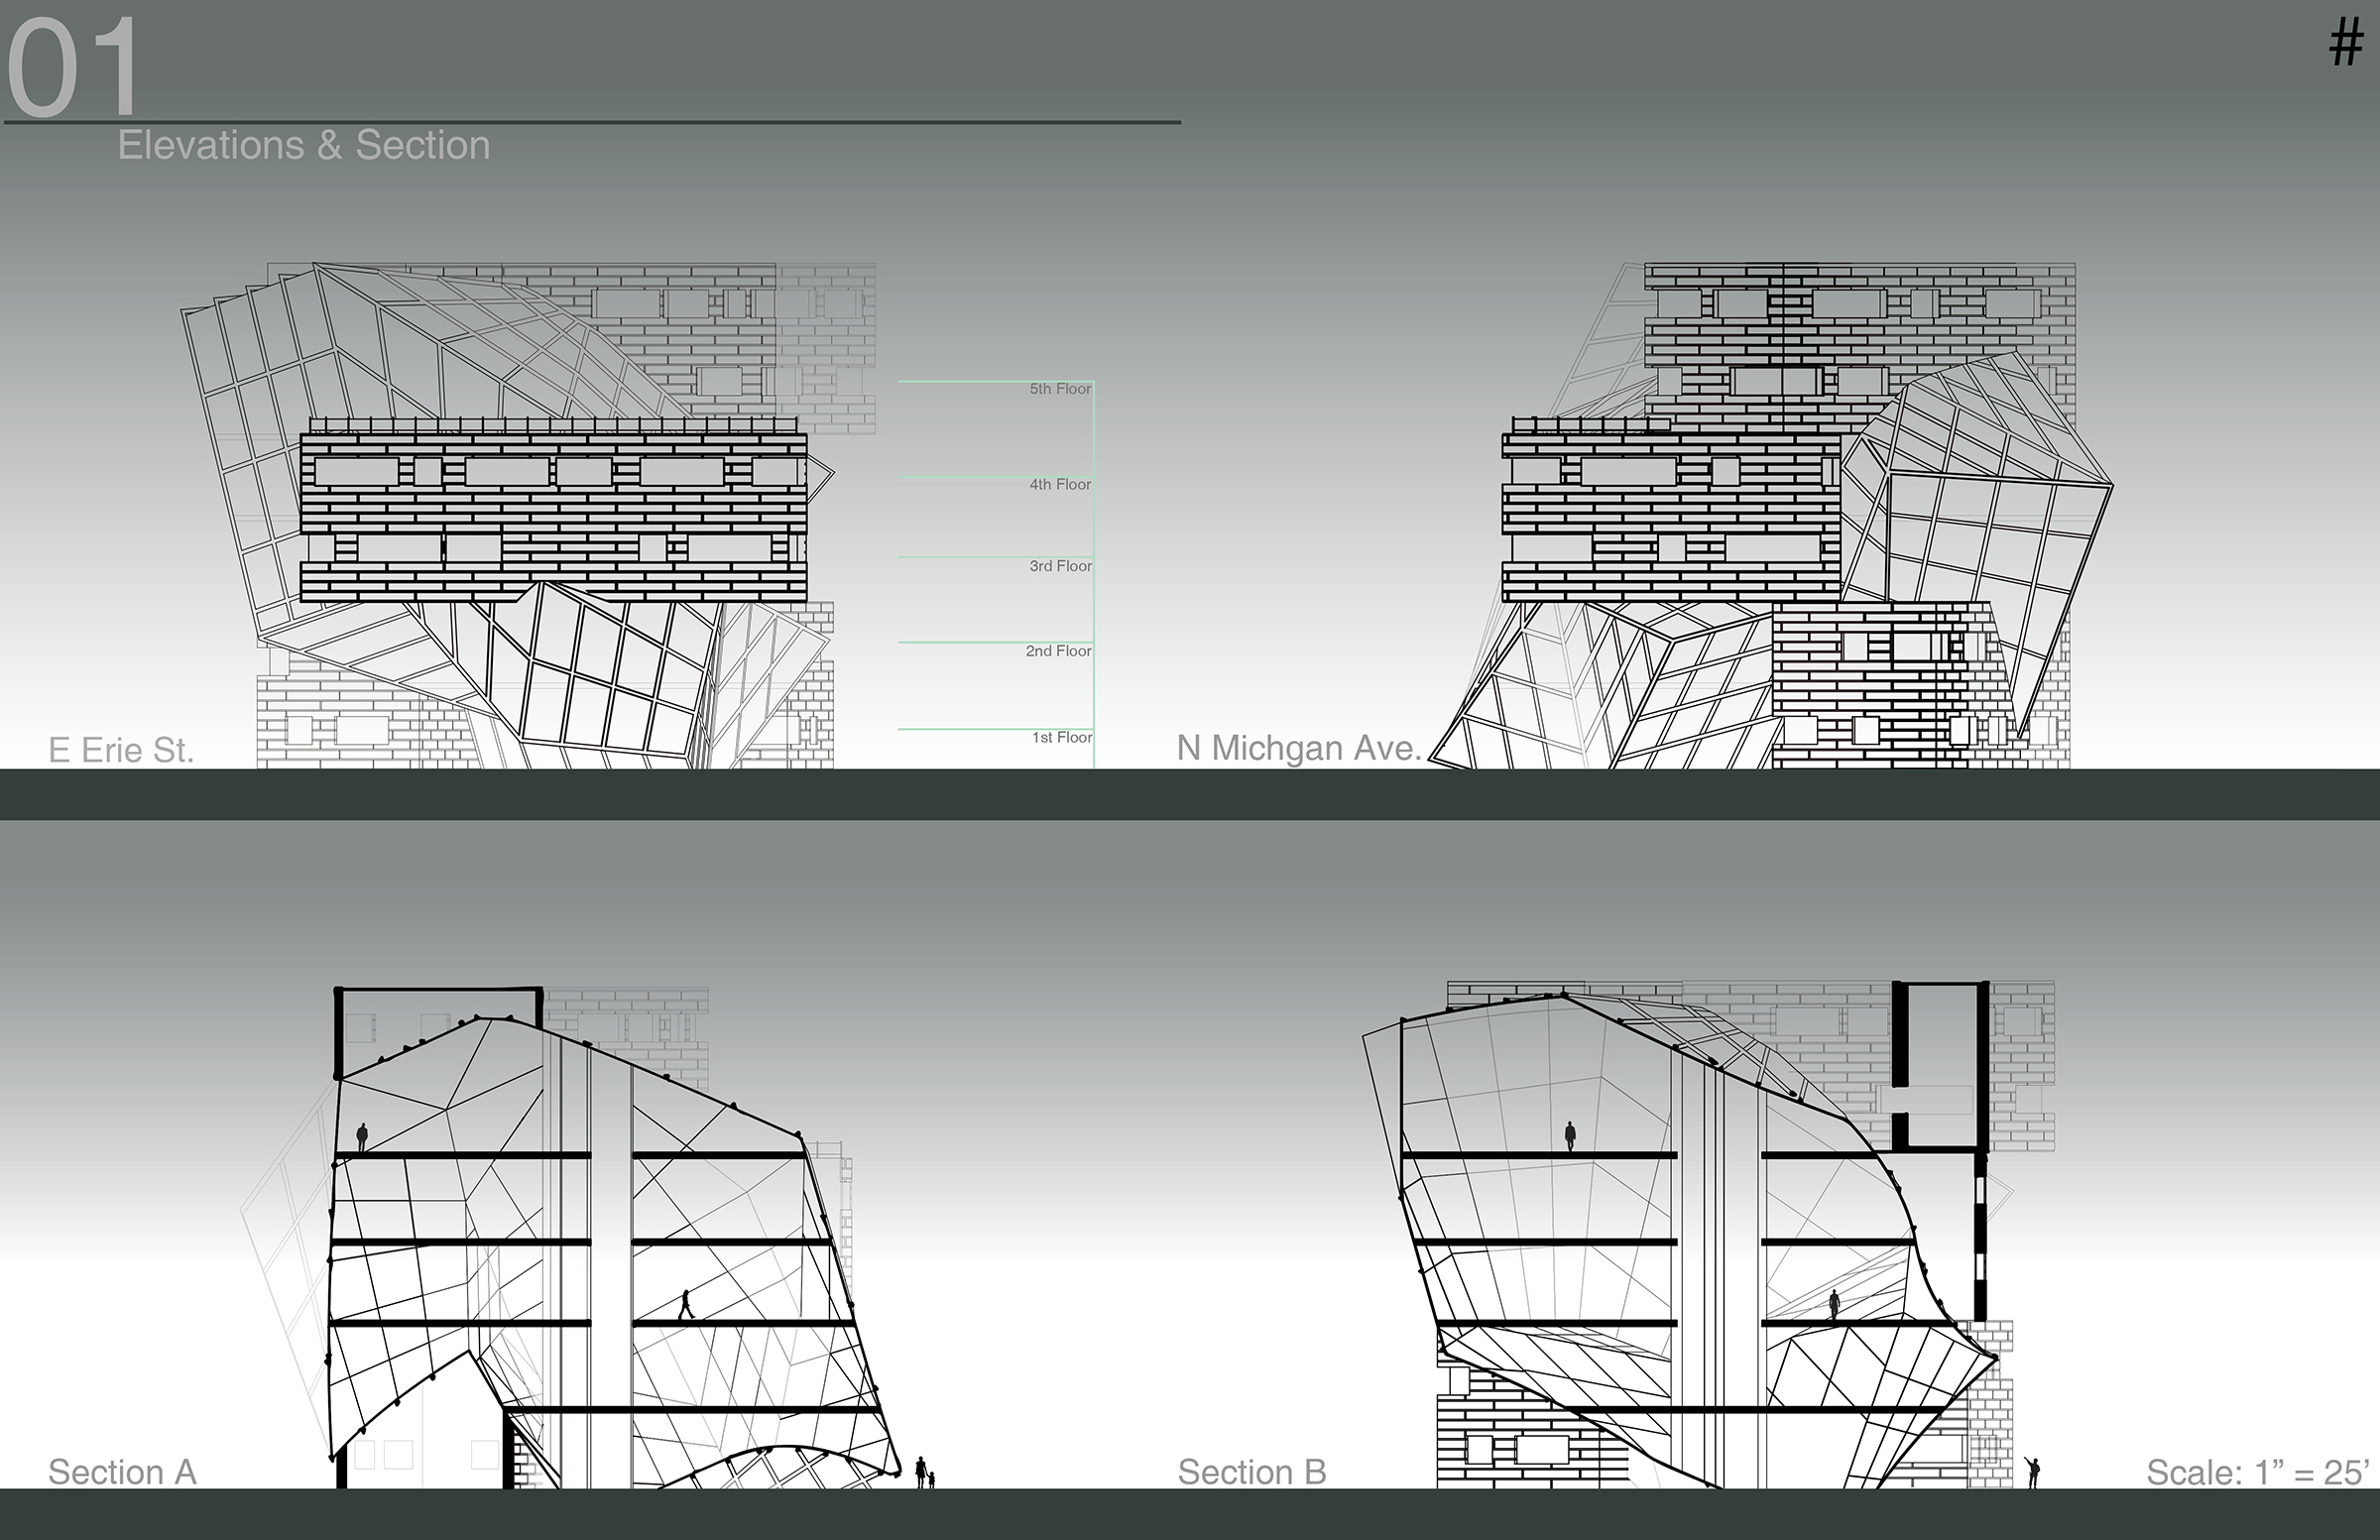 01
#
Elevations & Section
5th Floor
4th Floor
3rd Floor
2nd Floor
1st Floor
E Erie St.
N Michgan Ave.
Section A
Section B
Scale: 1” = 25’